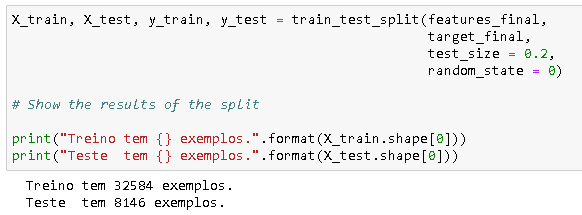 X_train, X_test, y_train, y_test = train_test_split(features_final,
target_final,
test_size = 0.2,
random_state = 0)
# Show the results of the split
print("Treino tem {} exemplos.".format(X_train.shape[0]))
print("Teste  tem {} exemplos.".format(X_test.shape[0]))
Treino tem 32584 exemplos.
Teste  tem 8146 exemplos.